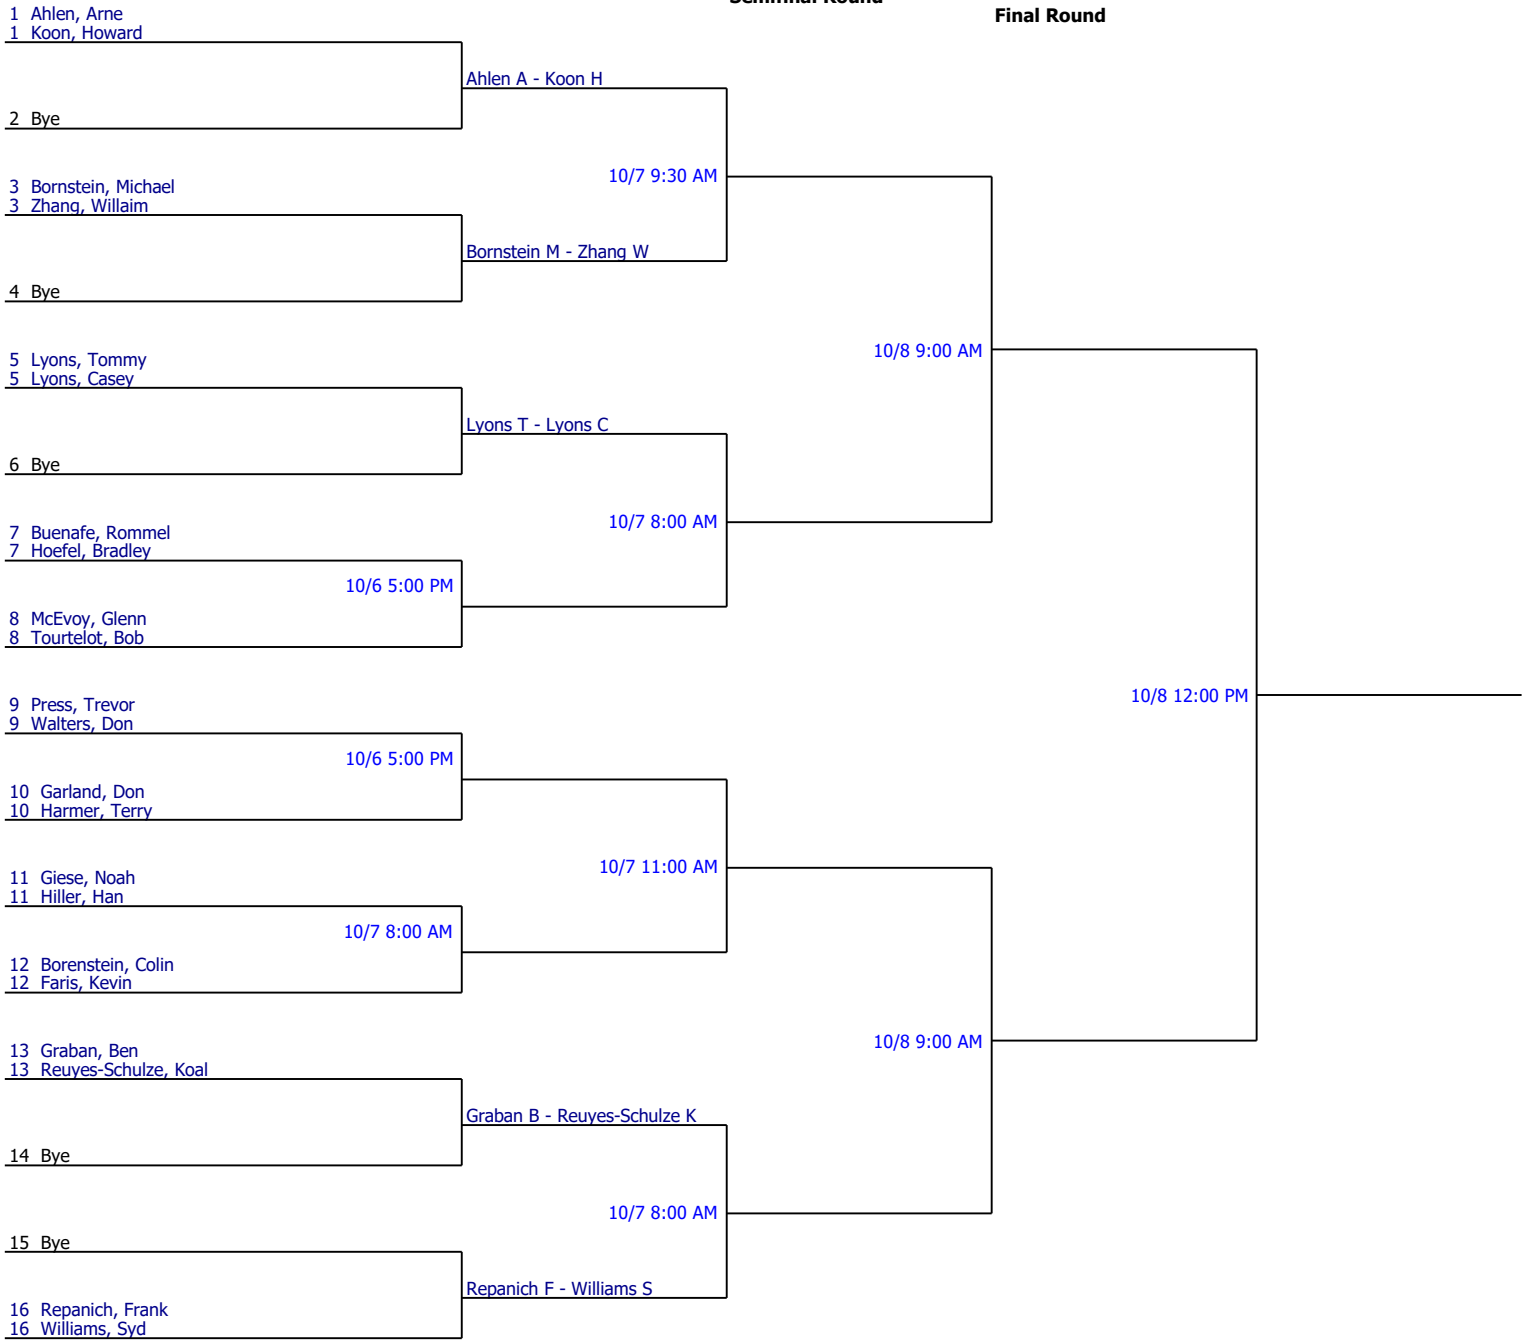 Semifinal Round
Final Round
1 Ahlen, Arne
1 Koon, Howard
Ahlen A - Koon H
2 Bye
10/7 9:30 AM
3 Bornstein, Michael
3 Zhang, Willaim
Bornstein M - Zhang W
4 Bye
10/8 9:00 AM
5 Lyons, Tommy
5 Lyons, Casey
Lyons T - Lyons C
6 Bye
10/7 8:00 AM
7 Buenafe, Rommel
7 Hoefel, Bradley
10/6 5:00 PM
8 McEvoy, Glenn
8 Tourtelot, Bob
10/8 12:00 PM
9 Press, Trevor
9 Walters, Don
10/6 5:00 PM
10 Garland, Don
10 Harmer, Terry
10/7 11:00 AM
11 Giese, Noah
11 Hiller, Han
10/7 8:00 AM
12 Borenstein, Colin
12 Faris, Kevin
10/8 9:00 AM
13 Graban, Ben
13 Reuyes-Schulze, Koal
Graban B - Reuyes-Schulze K
14 Bye
10/7 8:00 AM
15 Bye
Repanich F - Williams S
16 Repanich, Frank
16 Williams, Syd